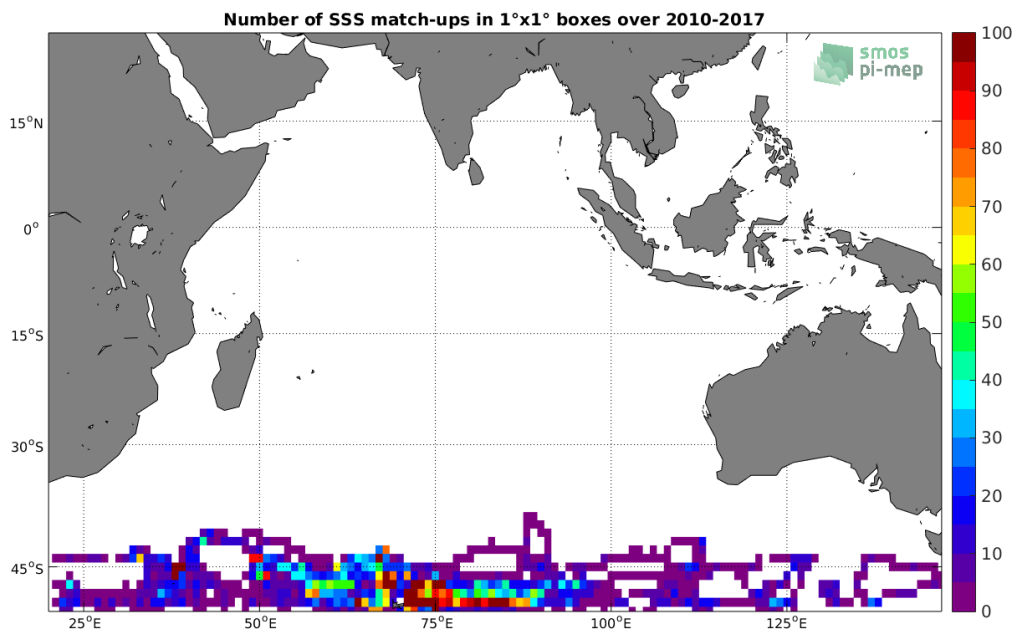 Number of SSS match-ups in 1°x1° boxes over 2010-2017
smos
pi-mep
15°N
0°
15°S
30°S
45°S
25°E
50°E
75°E
100°E
125°E
100
90
80
70
60
50
40
30
20
10
0